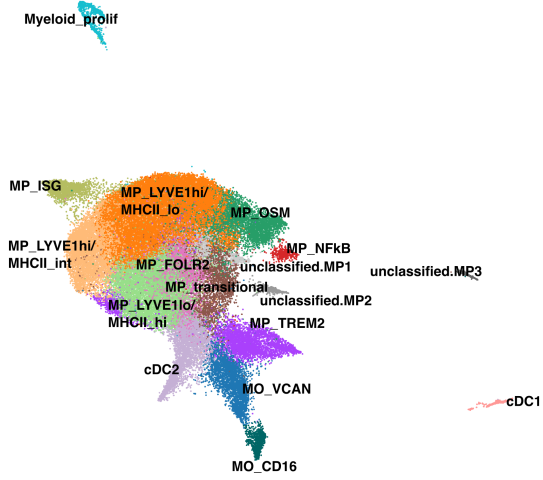 Myeloid_prolif
MP_ISG
MP_LYVE1hi/
MHCII_lo
MP_OSM
MP_LYVE1hi/
MHCII_int
MP_NFkB
MP_FOLR2
unclassified.MP1
unclassified.MP3
MP_transitional
unclassified.MP2
MP_LYVE1lo/
MHCII_hi
MP_TREM2
cDC2
MO_VCAN
cDC1
MO_CD16